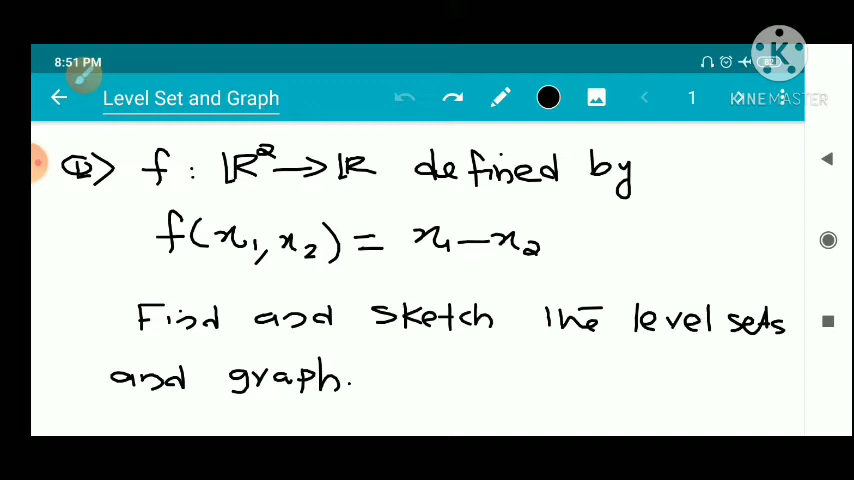 8:51 PM
82
K
KINEMASTER
Level Set and Graph
1
Q> f : ℝ² → ℝ defined by
f(x₁, x₂) = x₁ - x₂
Find and sketch the level sets
and graph.